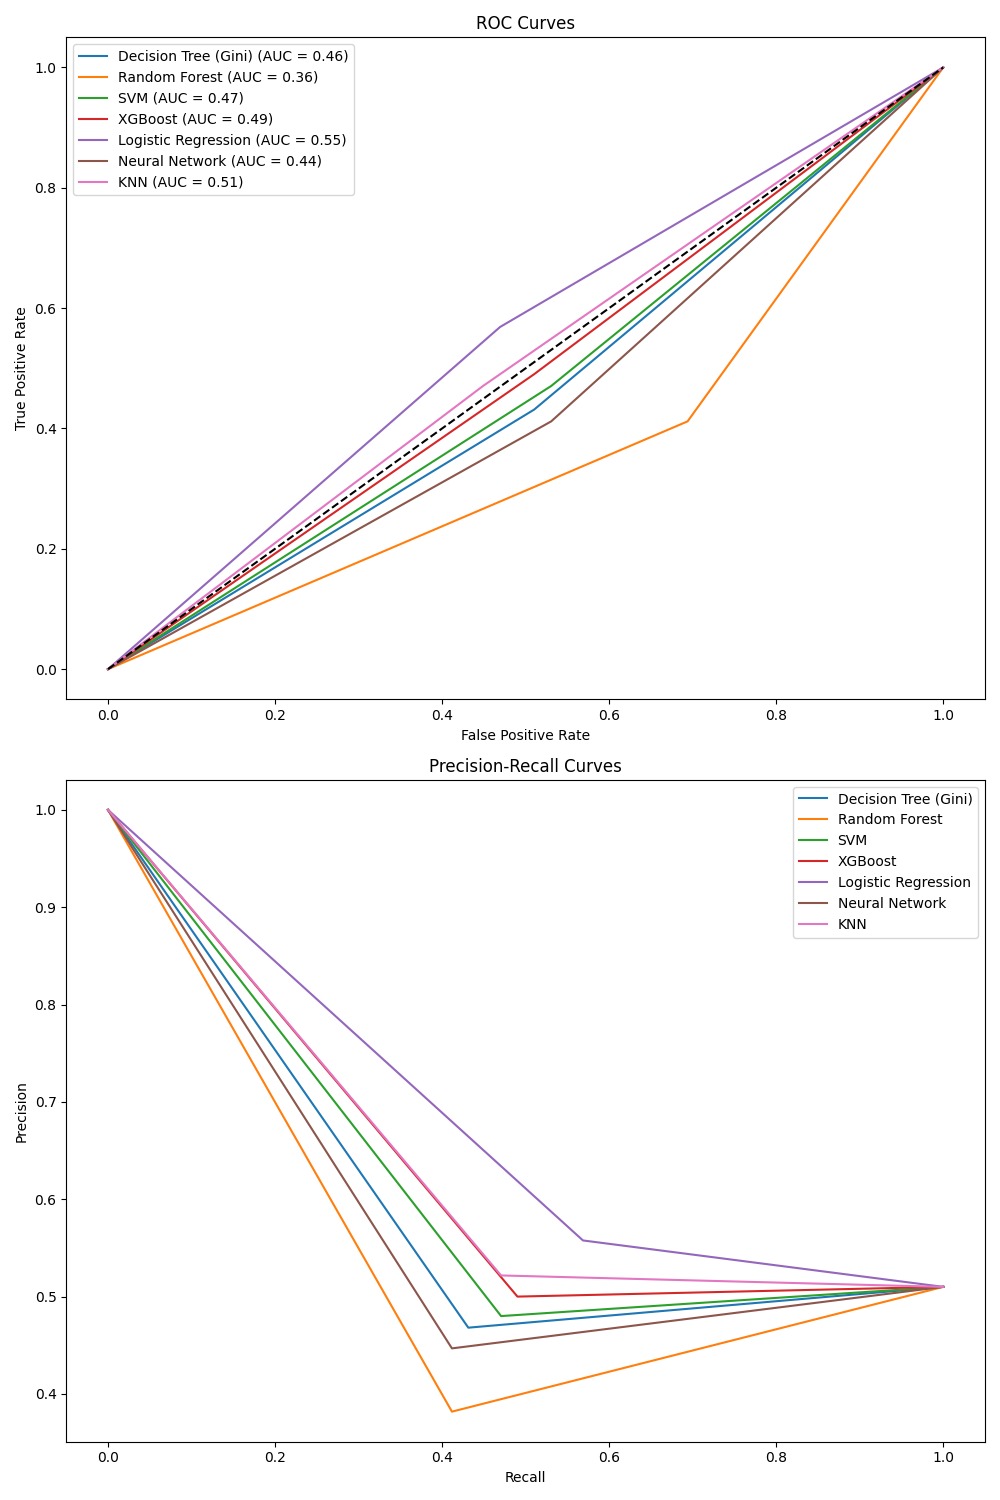 ROC Curves
Decision Tree (Gini) (AUC = 0.46)
Random Forest (AUC = 0.36)
SVM (AUC = 0.47)
XGBoost (AUC = 0.49)
Logistic Regression (AUC = 0.55)
Neural Network (AUC = 0.44)
KNN (AUC = 0.51)
True Positive Rate
1.0
0.8
0.6
0.4
0.2
0.0
0.0 0.2 0.4 0.6 0.8 1.0
False Positive Rate
Precision-Recall Curves
Decision Tree (Gini)
Random Forest
SVM
XGBoost
Logistic Regression
Neural Network
KNN
Precision
1.0
0.9
0.8
0.7
0.6
0.5
0.4
0.0 0.2 0.4 0.6 0.8 1.0
Recall